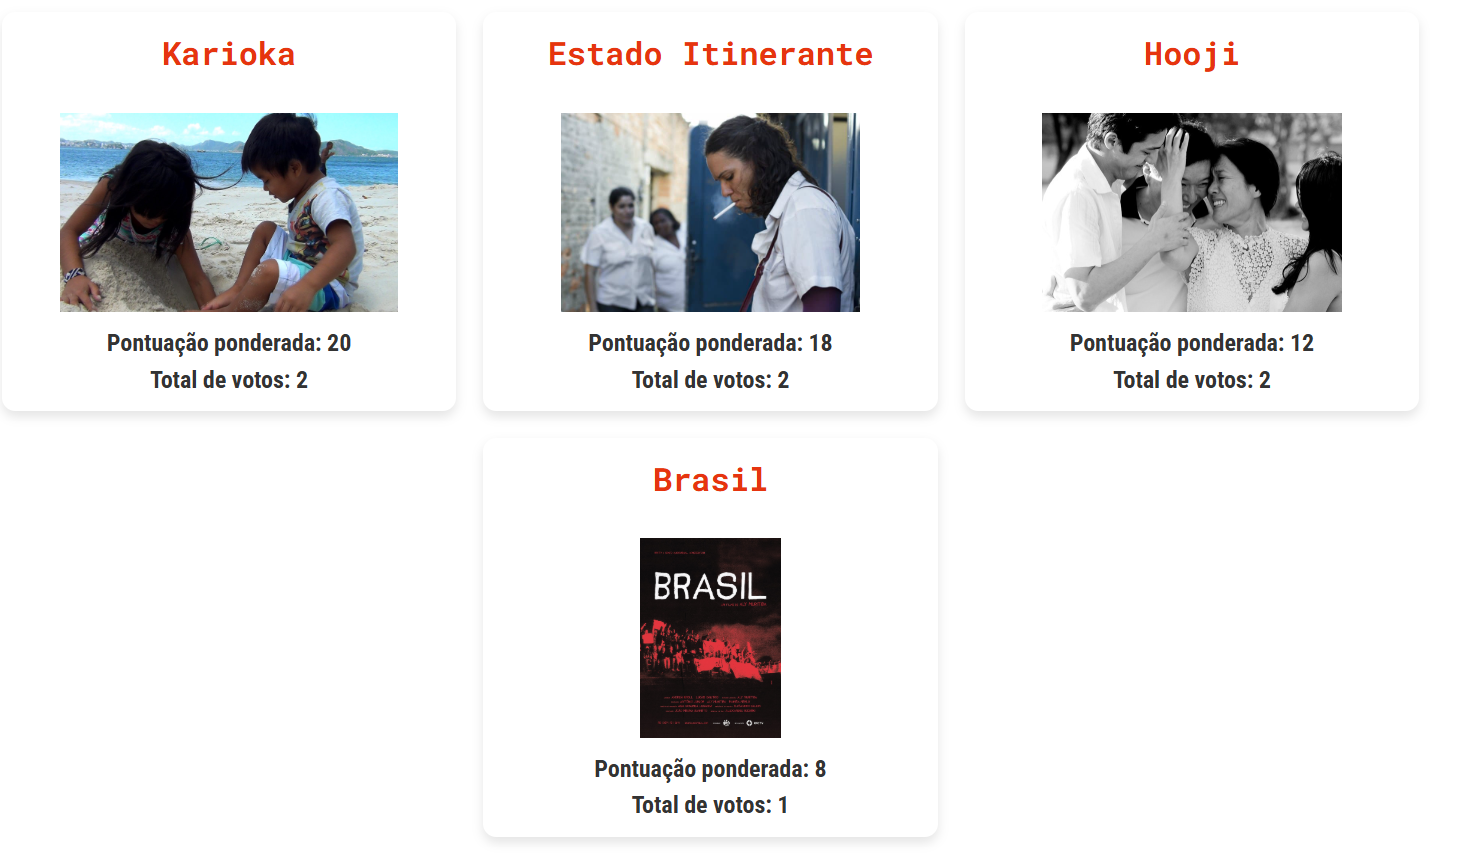 Karioka
Estado Itinerante
Hooji
Pontuação ponderada: 20
Total de votos: 2
Pontuação ponderada: 18
Total de votos: 2
Pontuação ponderada: 12
Total de votos: 2
Brasil
BRASIL
Pontuação ponderada: 8
Total de votos: 1